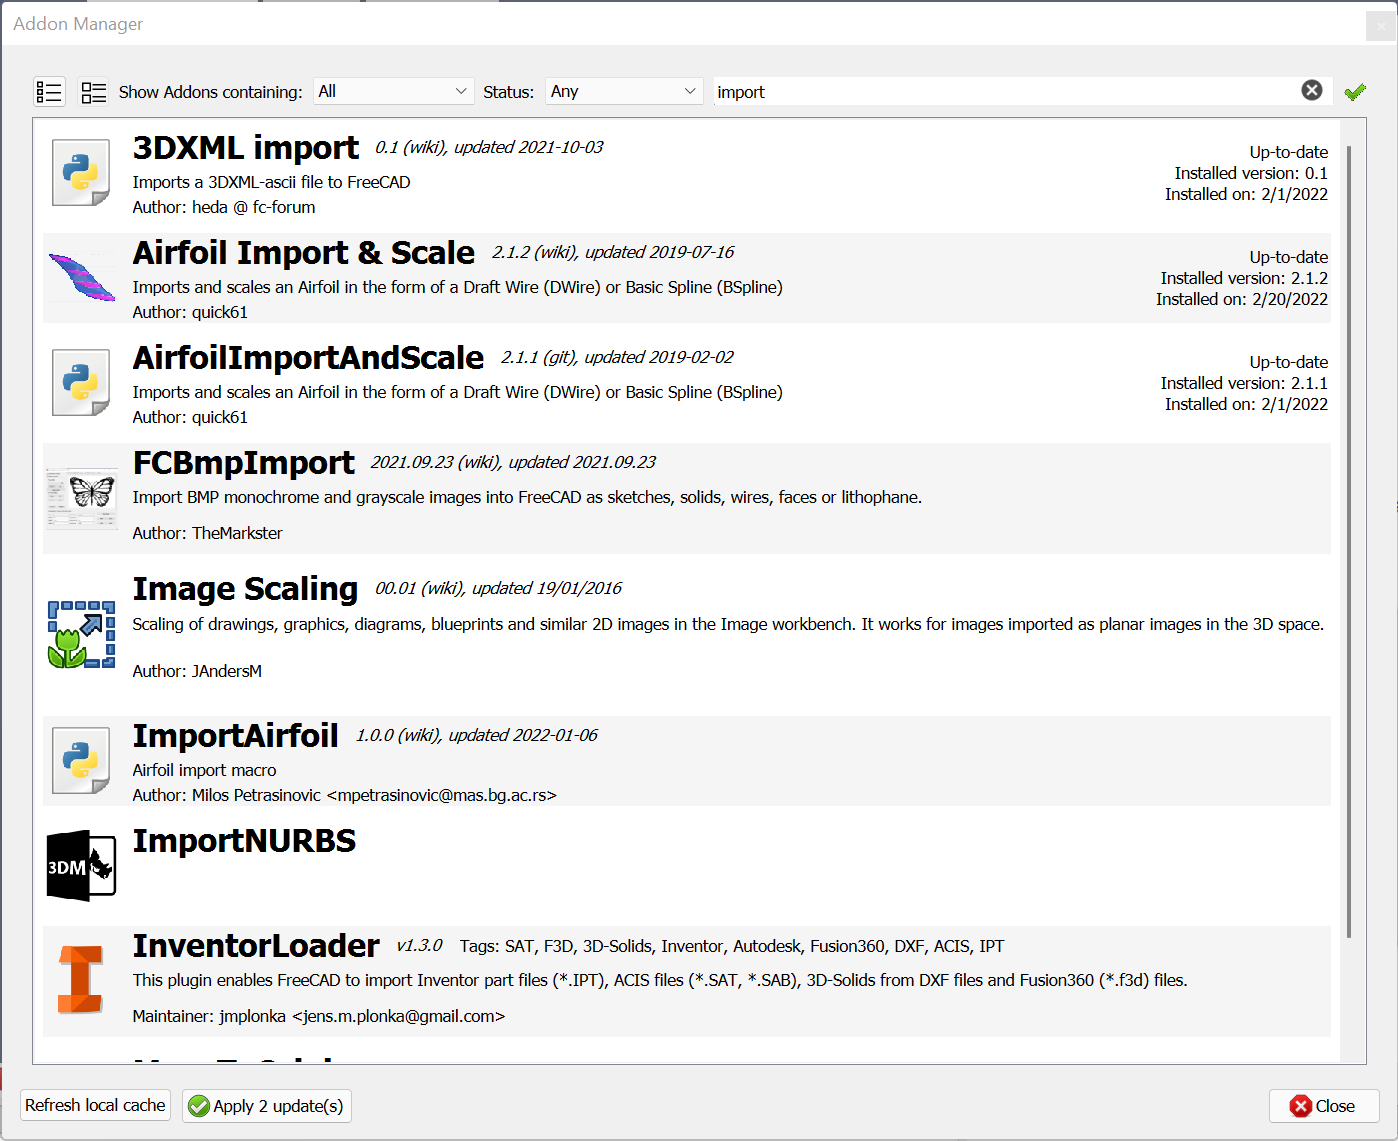 Addon Manager
Show Addons containing: All Status: Any import
3DXML import 0.1 (wiki), updated 2021-10-03
Up-to-date
Imports a 3DXML-ascii file to FreeCAD
Installed version: 0.1
Author: heda @ fc-forum
Installed on: 2/1/2022
Airfoil Import & Scale 2.1.2 (wiki), updated 2019-07-16
Up-to-date
Imports and scales an Airfoil in the form of a Draft Wire (DWire) or Basic Spline (BSpline)
Installed version: 2.1.2
Author: quick61
Installed on: 2/20/2022
AirfoilImportAndScale 2.1.1 (git), updated 2019-02-02
Up-to-date
Imports and scales an Airfoil in the form of a Draft Wire (DWire) or Basic Spline (BSpline)
Installed version: 2.1.1
Author: quick61
Installed on: 2/1/2022
FCBmpImport 2021.09.23 (wiki), updated 2021.09.23
Import BMP monochrome and grayscale images into FreeCAD as sketches, solids, wires, faces or lithophane.
Author: TheMarkster
Image Scaling 00.01 (wiki), updated 19/01/2016
Scaling of drawings, graphics, diagrams, blueprints and similar 2D images in the Image workbench. It works for images imported as planar images in the 3D space.
Author: JAndersM
ImportAirfoil 1.0.0 (wiki), updated 2022-01-06
Airfoil import macro
Author: Milos Petrasinovic <mpetrasinovic@mas.bg.ac.rs>
ImportNURBS
3DM
InventorLoader v1.3.0 Tags: SAT, F3D, 3D-Solids, Inventor, Autodesk, Fusion360, DXF, ACIS, IPT
This plugin enables FreeCAD to import Inventor part files (*.IPT), ACIS files (*.SAT, *.SAB), 3D-Solids from DXF files and Fusion360 (*.f3d) files.
Maintainer: jmplonka <jens.m.plonka@gmail.com>
Refresh local cache Apply 2 update(s) Close